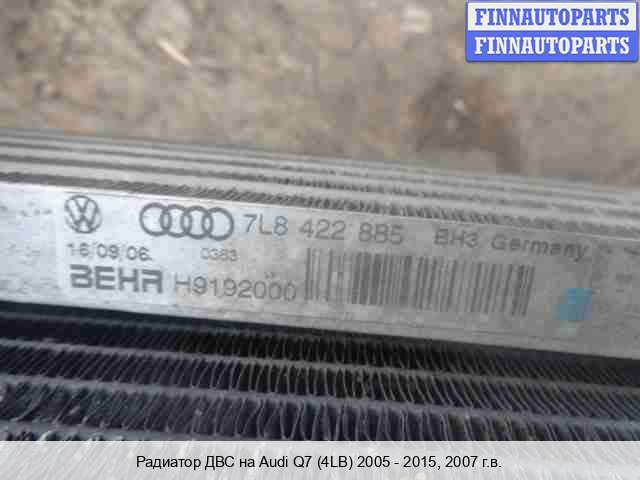 FINNAUTOPARTS
FINNAUTOPARTS
7L8 422 885 BH3 Germany
16/09/06. 0363
BEHR H9192000
Радиатор ДВС на Audi Q7 (4LB) 2005 - 2015, 2007 г.в.